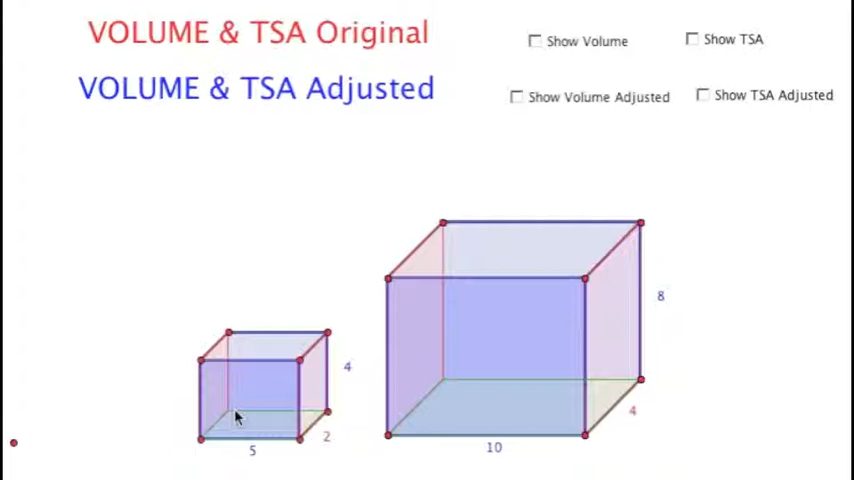 VOLUME & TSA Original
Show Volume
Show TSA
VOLUME & TSA Adjusted
Show Volume Adjusted
Show TSA Adjusted
8
4
4
2
5
10